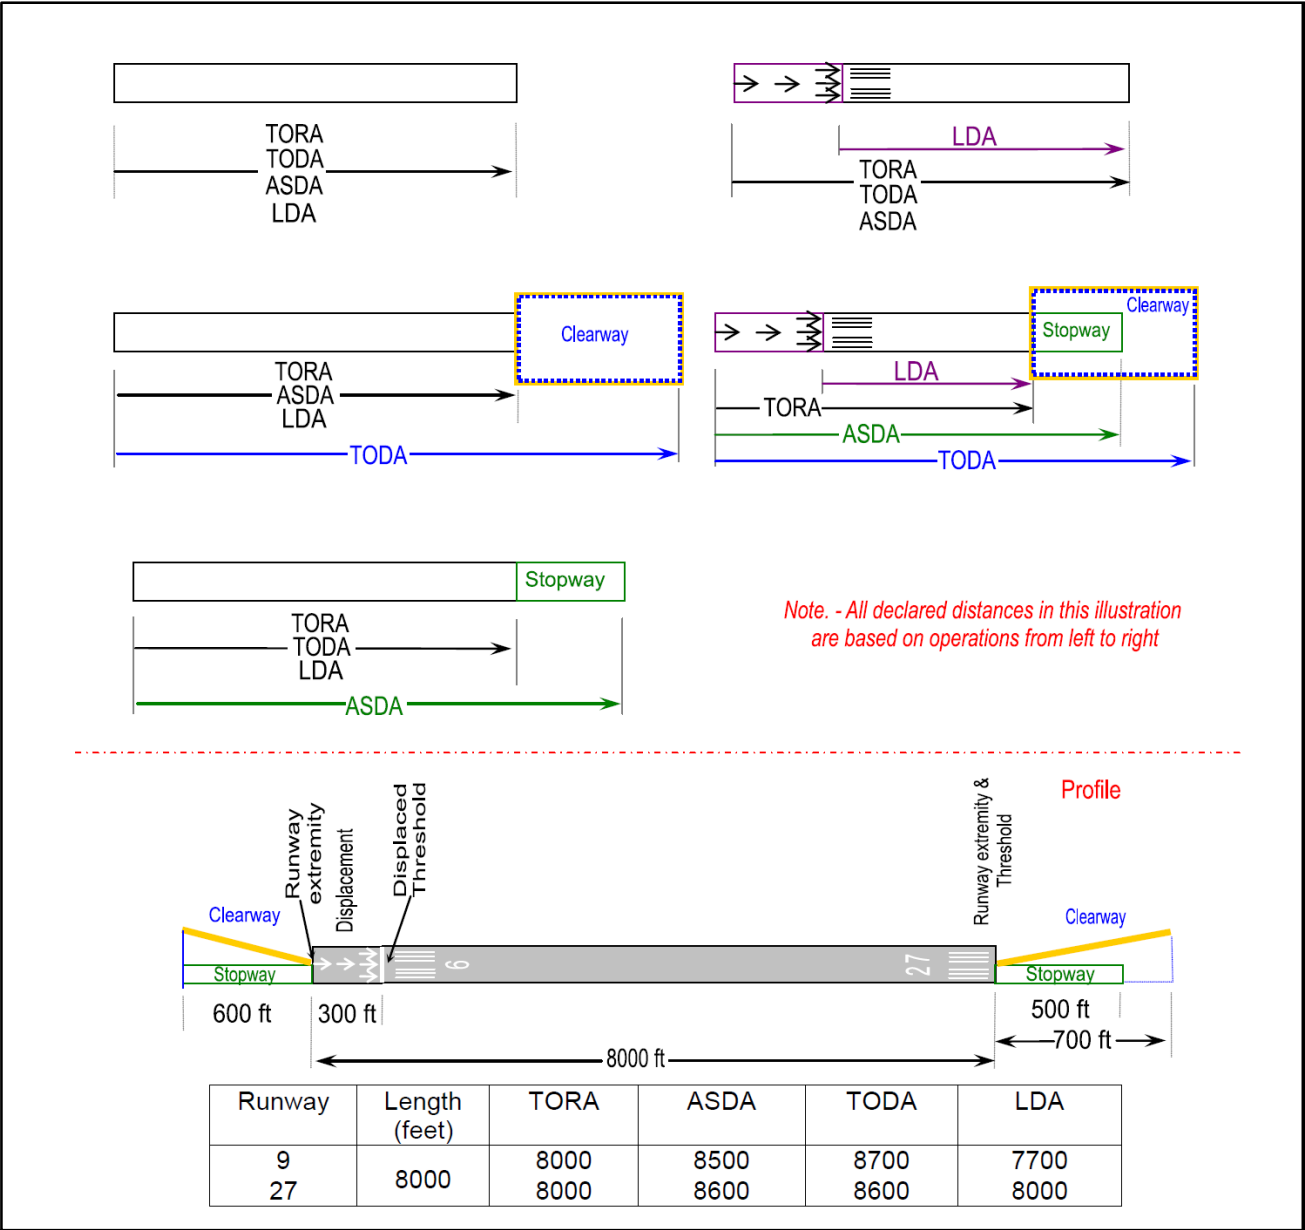 TORA
TODA
ASDA
LDA
LDA
TORA
TODA
ASDA
Clearway
TORA
ASDA
LDA
TODA
Clearway
Stopway
LDA
TORA
ASDA
TODA
Stopway
TORA
TODA
LDA
ASDA
Note. - All declared distances in this illustration
are based on operations from left to right
Profile
Runway
extremity
Displacement
Displaced
Threshold
Runway extremity &
Threshold
Clearway
Clearway
Stopway
9
27
Stopway
600 ft
300 ft
500 ft
700 ft
8000 ft
Runway Length (feet) TORA ASDA TODA LDA
9 8000 8000 8500 8700 7700
27 8000 8600 8600 8000